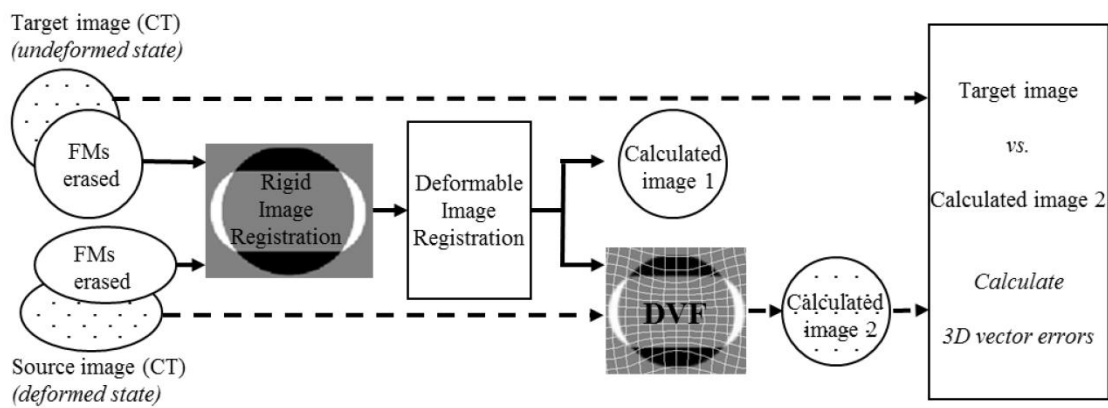 Target image (CT)
(undeformed state)
FMs
erased
FMs
erased
Source image (CT)
(deformed state)
Rigid
Image
Registration
Deformable
Image
Registration
Calculated
image 1
DVF
Calculated
image 2
Target image
vs.
Calculated image 2
Calculate
3D vector errors